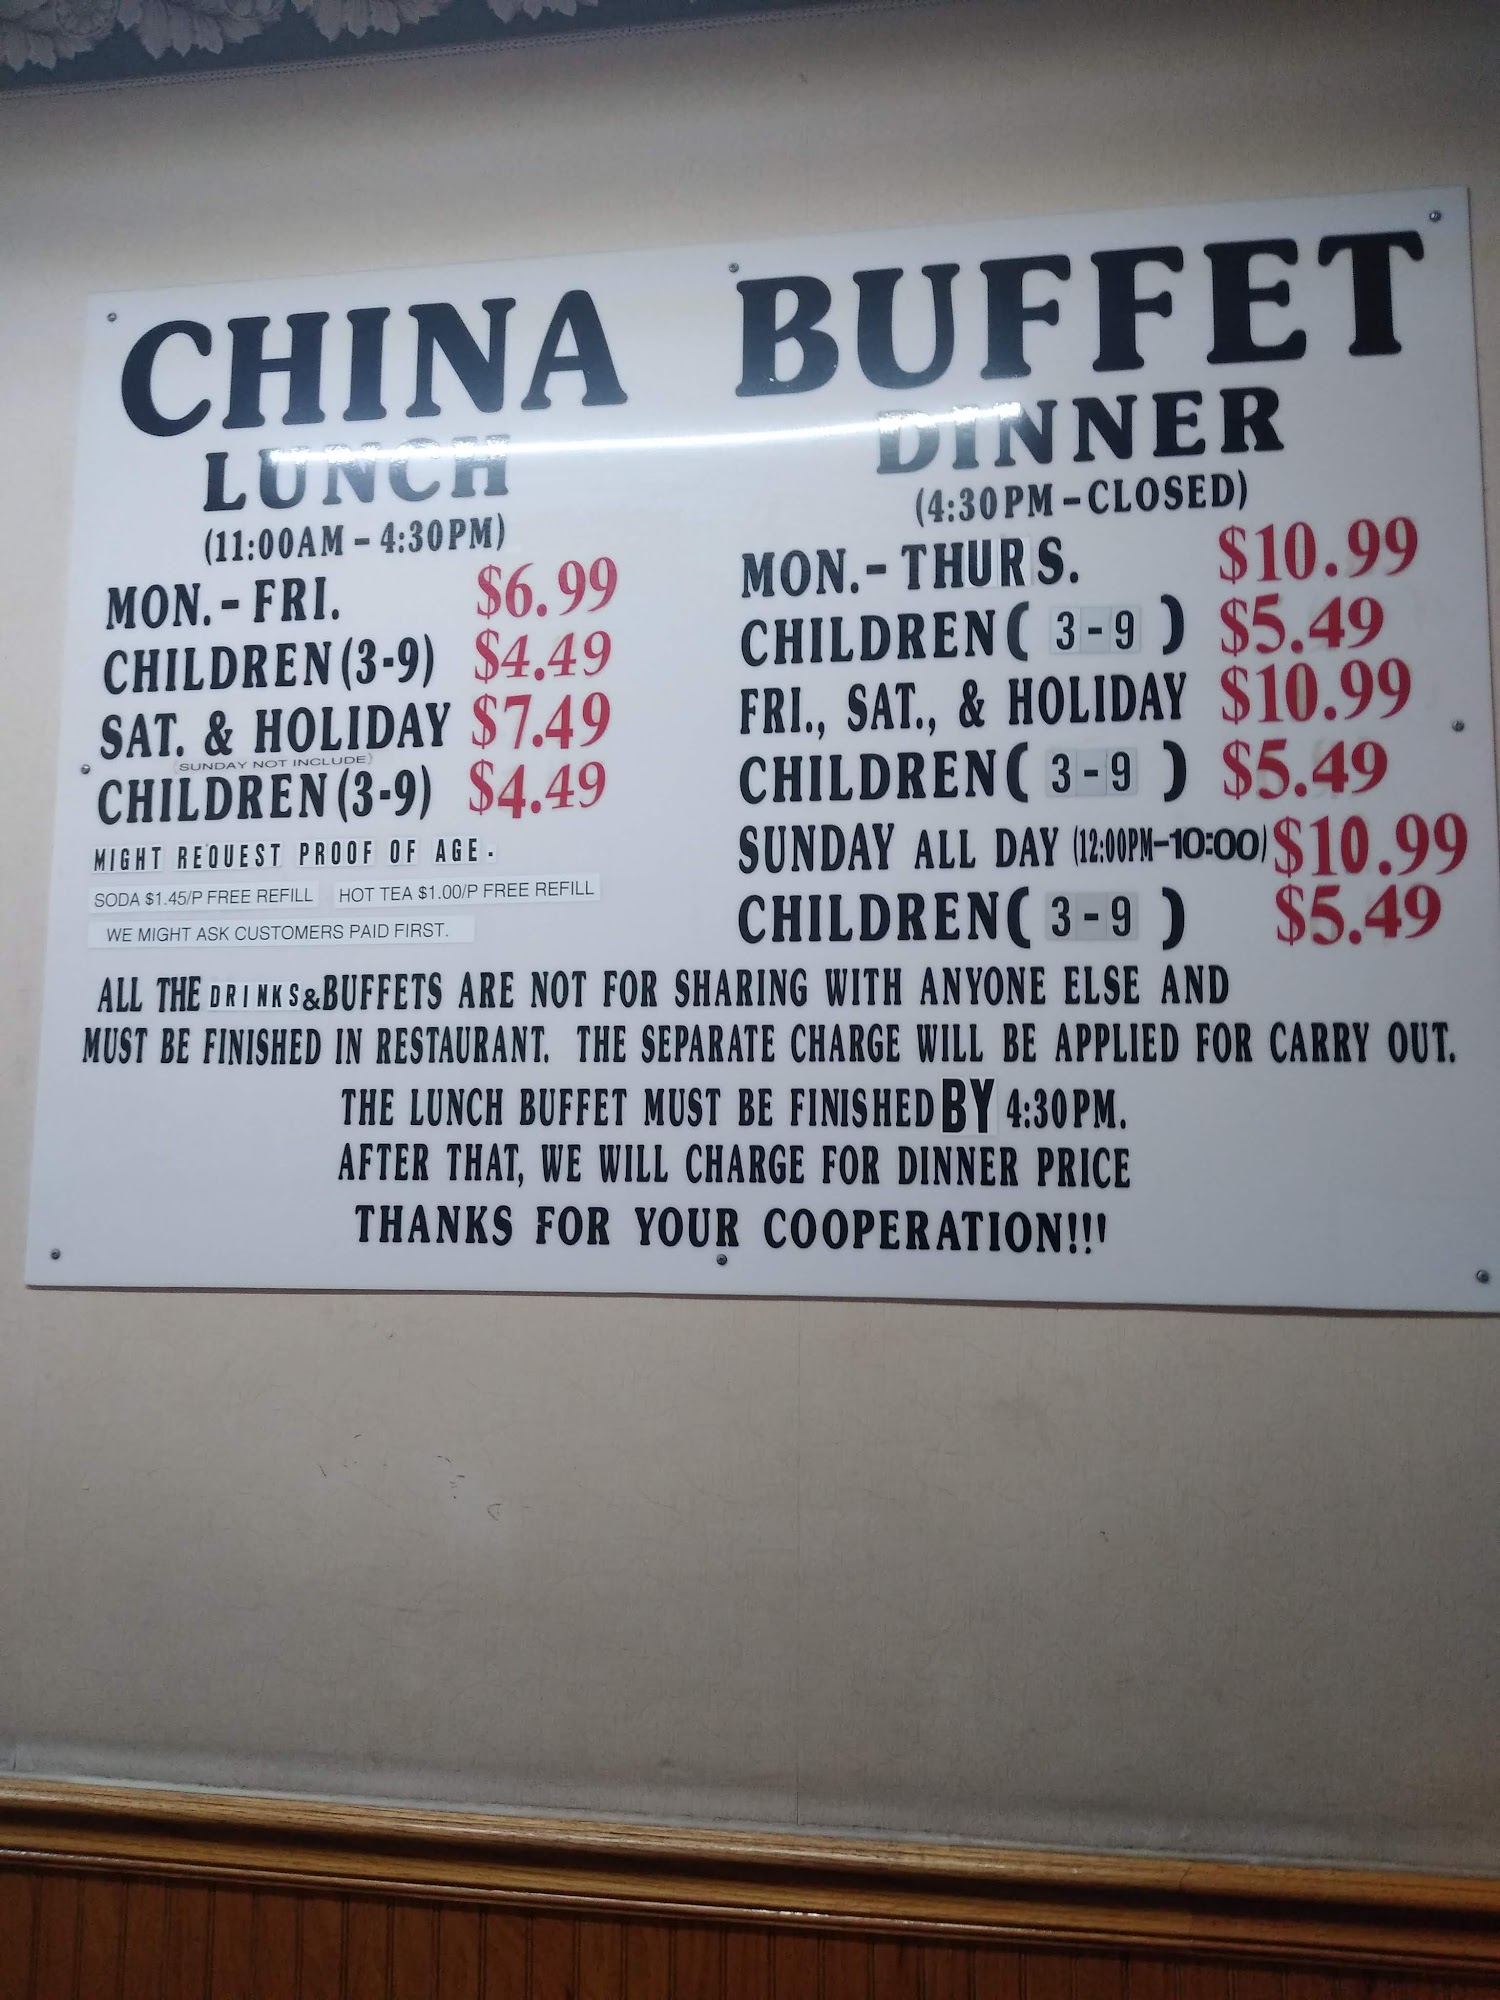 CHINA BUFFET
LUNCH
(11:00AM – 4:30PM)
MON.- FRI. $6.99
CHILDREN (3-9) $4.49
SAT. & HOLIDAY $7.49
(SUNDAY NOT INCLUDE)
CHILDREN (3-9) $4.49
MIGHT REQUEST PROOF OF AGE.
SODA $1.45/P FREE REFILL HOT TEA $1.00/P FREE REFILL
WE MIGHT ASK CUSTOMERS PAID FIRST.
DINNER
(4:30PM – CLOSED)
MON.- THURS. $10.99
CHILDREN ( 3-9 ) $5.49
FRI., SAT., & HOLIDAY $10.99
CHILDREN ( 3-9 ) $5.49
SUNDAY ALL DAY (12:00PM–10:00) $10.99
CHILDREN ( 3-9 ) $5.49
ALL THE DRINKS&BUFFETS ARE NOT FOR SHARING WITH ANYONE ELSE AND
MUST BE FINISHED IN RESTAURANT. THE SEPARATE CHARGE WILL BE APPLIED FOR CARRY OUT.
THE LUNCH BUFFET MUST BE FINISHED BY 4:30PM.
AFTER THAT, WE WILL CHARGE FOR DINNER PRICE
THANKS FOR YOUR COOPERATION!!!